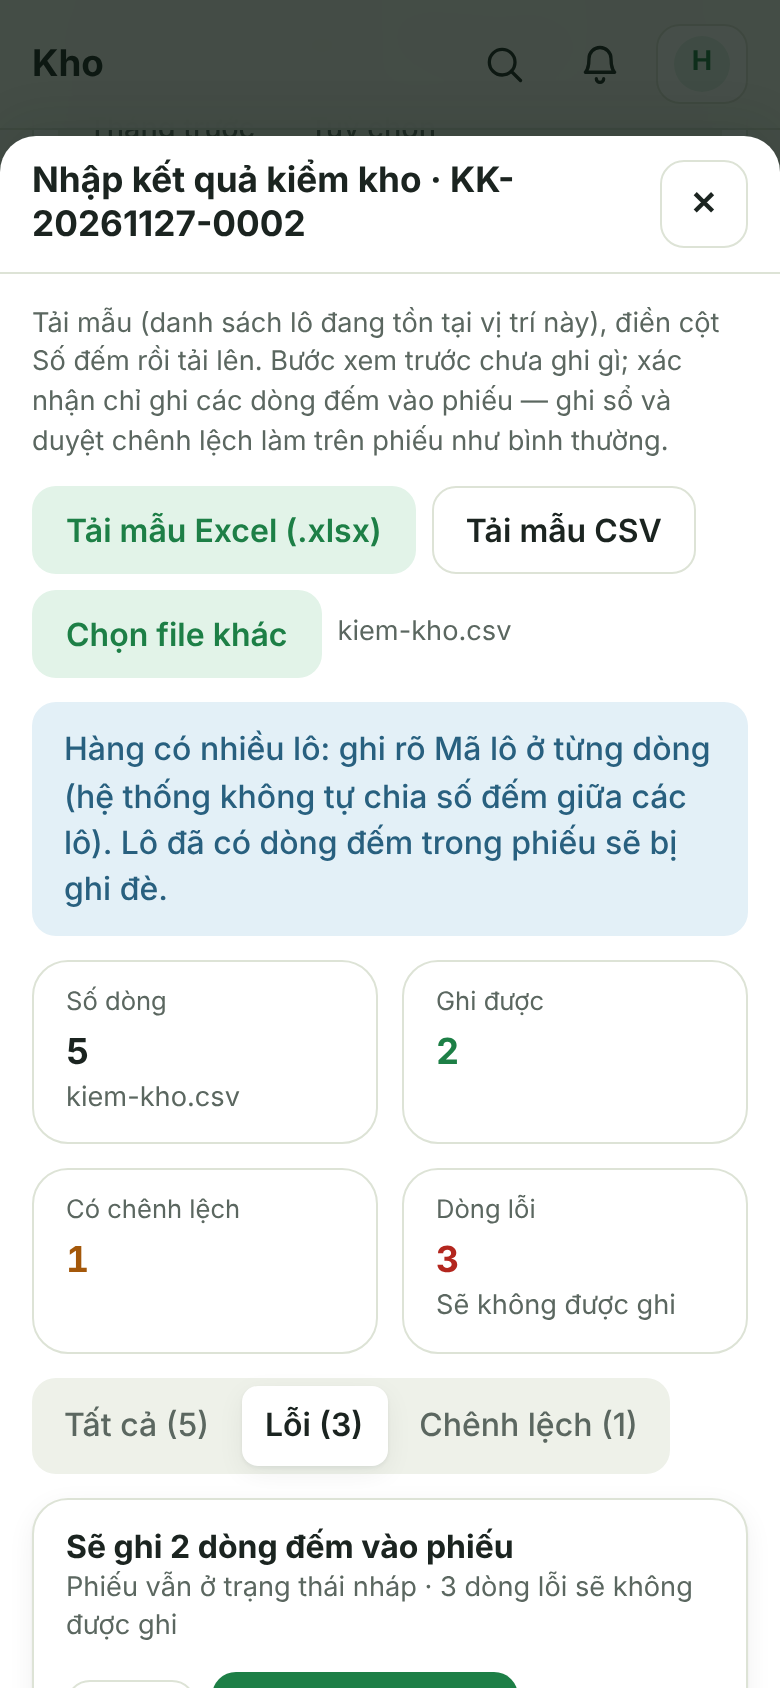 Kho
H
Nhập kết quả kiểm kho · KK-
20261127-0002
×
Tải mẫu (danh sách lô đang tồn tại vị trí này), điền cột
Số đếm rồi tải lên. Bước xem trước chưa ghi gì; xác
nhận chỉ ghi các dòng đếm vào phiếu — ghi sổ và
duyệt chênh lệch làm trên phiếu như bình thường.
Tải mẫu Excel (.xlsx)
Tải mẫu CSV
Chọn file khác
kiem-kho.csv
Hàng có nhiều lô: ghi rõ Mã lô ở từng dòng
(hệ thống không tự chia số đếm giữa các
lô). Lô đã có dòng đếm trong phiếu sẽ bị
ghi đè.
Số dòng
5
kiem-kho.csv
Ghi được
2
Có chênh lệch
1
Dòng lỗi
3
Sẽ không được ghi
Tất cả (5)
Lỗi (3)
Chênh lệch (1)
Sẽ ghi 2 dòng đếm vào phiếu
Phiếu vẫn ở trạng thái nháp · 3 dòng lỗi sẽ không
được ghi